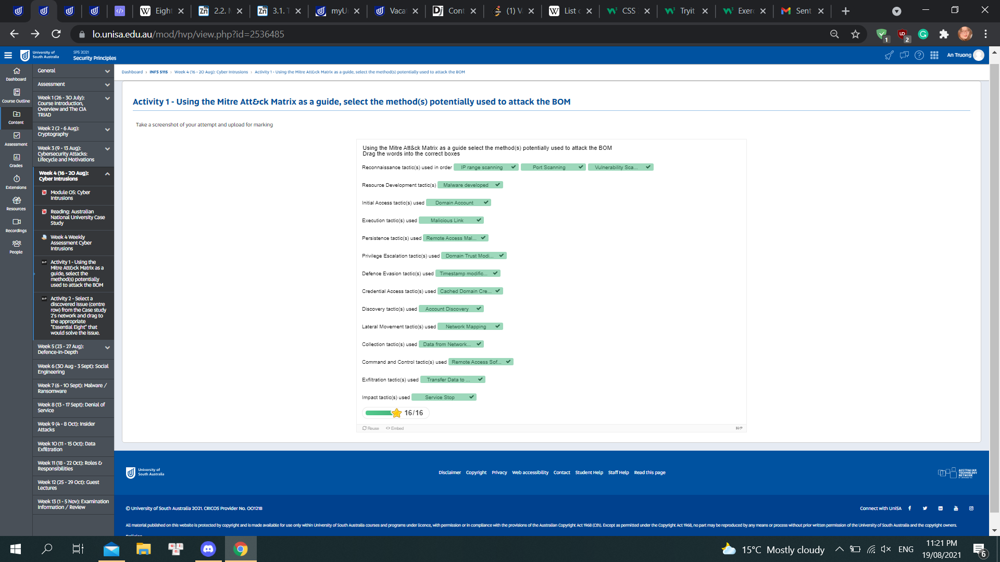 Eight
2.2. M
3.1. T
myU
Vaca
Cont
(1) V
List o
CSS
Tryit
Exer
Sent
lo.unisa.edu.au/mod/hvp/view.php?id=2536485
1
2
University of
South Australia
SP5 2021
Security Principles
An Truong
Dashboard
Course Outline
Content
Assessment
Grades
Extensions
Resources
Recordings
People
General
Assessment
Week 1 (26 - 30 July):
Course Introduction,
Overview and The CIA
TRIAD
Week 2 (2 - 6 Aug):
Cryptography
Week 3 (9 - 13 Aug):
Cybersecurity Attacks:
Lifecycle and Motivations
Week 4 (16 - 20 Aug):
Cyber Intrusions
Module 05: Cyber
Intrusions
Reading: Australian
National University Case
Study
Week 4 Weekly
Assessment Cyber
Intrusions
Activity 1 - Using the
Mitre Att&ck Matrix as a
guide, select the
method(s) potentially
used to attack the BOM
Activity 2 - Select a
discovered issue (centre
row) from the Case study
2's network and drag to
the appropriate
"Essential Eight" that
would solve the issue.
Week 5 (23 - 27 Aug):
Defence-in-Depth
Week 6 (30 Aug - 3 Sept): Social
Engineering
Week 7 (6 - 10 Sept): Malware /
Ransomware
Week 8 (13 - 17 Sept): Denial of
Service
Week 9 (4 - 8 Oct): Insider
Attacks
Week 10 (11 - 15 Oct): Data
Exfiltration
Week 11 (18 - 22 Oct): Roles &
Responsibilities
Week 12 (25 - 29 Oct): Guest
Lectures
Week 13 (1 - 5 Nov): Examination
Information / Review
Dashboard › INFS 5115 › Week 4 (16 - 20 Aug): Cyber Intrusions › Activity 1 - Using the Mitre Att&ck Matrix as a guide, select the method(s) potentially used to attack the BOM
Activity 1 - Using the Mitre Att&ck Matrix as a guide, select the method(s) potentially used to attack the BOM
Take a screenshot of your attempt and upload for marking
Using the Mitre Att&ck Matrix as a guide select the method(s) potentially used to attack the BOM
Drag the words into the correct boxes
Reconnaissance tactic(s) used in order IP range scanning Port Scanning Vulnerability Sca...
Resource Development tactic(s) Malware developed
Initial Access tactic(s) used Domain Account
Execution tactic(s) used Malicious Link
Persistence tactic(s) used Remote Access Mal...
Privilege Escalation tactic(s) used Domain Trust Modi...
Defence Evasion tactic(s) used Timestamp modific...
Credential Access tactic(s) used Cached Domain Cre...
Discovery tactic(s) used Account Discovery
Lateral Movement tactic(s) used Network Mapping
Collection tactic(s) used Data from Network...
Command and Control tactic(s) used Remote Access Sof...
Exfiltration tactic(s) used Transfer Data to ...
Impact tactic(s) used Service Stop
16/16
Reuse <> Embed
H-P
University of
South Australia
Disclaimer Copyright Privacy Web accessibility Contact Student Help Staff Help Read this page
AUSTRALIAN
TECHNOLOGY
NETWORK
© University of South Australia 2021. CRICOS Provider No. 00121B
Connect with UniSA
All material published on this website is protected by copyright and is made available for use only within University of South Australia courses and programs under licence, with permission or in compliance with the provisions of the Australian Copyright Act 1968 (Cth). Except as permitted under the Copyright Act 1968, no part may be reproduced by any means or process without prior written permission of the University of South Australia and the copyright owners.
15°C Mostly cloudy
ENG
11:21 PM
19/08/2021
6